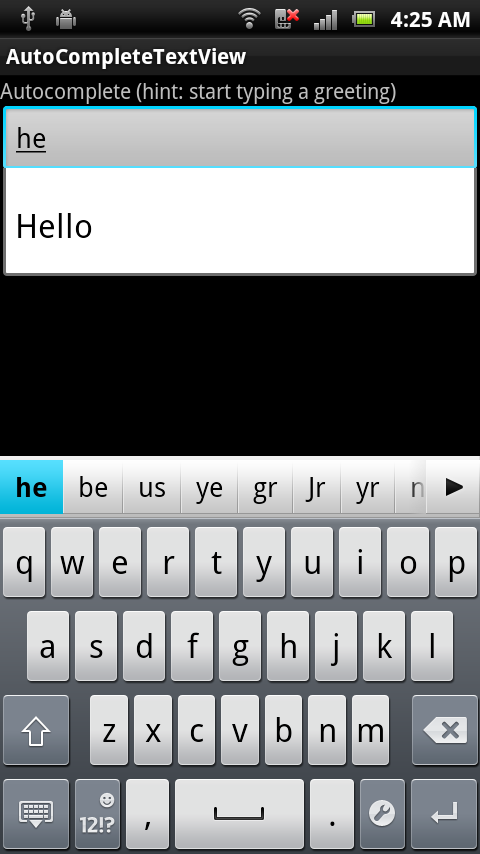 4:25 AM
AutoCompleteTextView
Autocomplete (hint: start typing a greeting)
he
Hello
he be us ye gr Jr yr n
q w e r t y u i o p
a s d f g h j k l
z x c v b n m
12!? , .